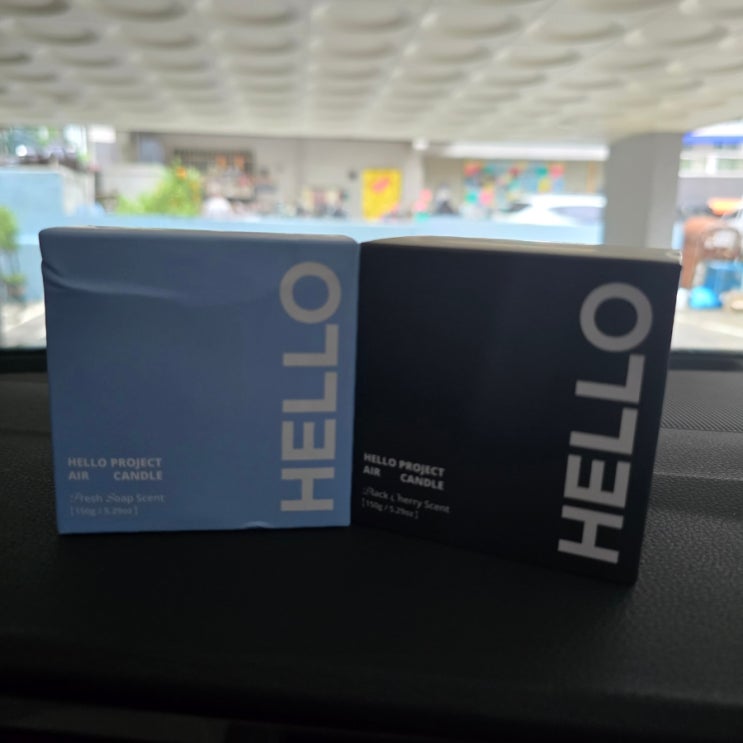 HELLO
HELLO PROJECT
AIR CANDLE
Fresh Soap Scent
[150g / 5.29oz]
HELLO
HELLO PROJECT
AIR CANDLE
Black Cherry Scent
[150g / 5.29oz]